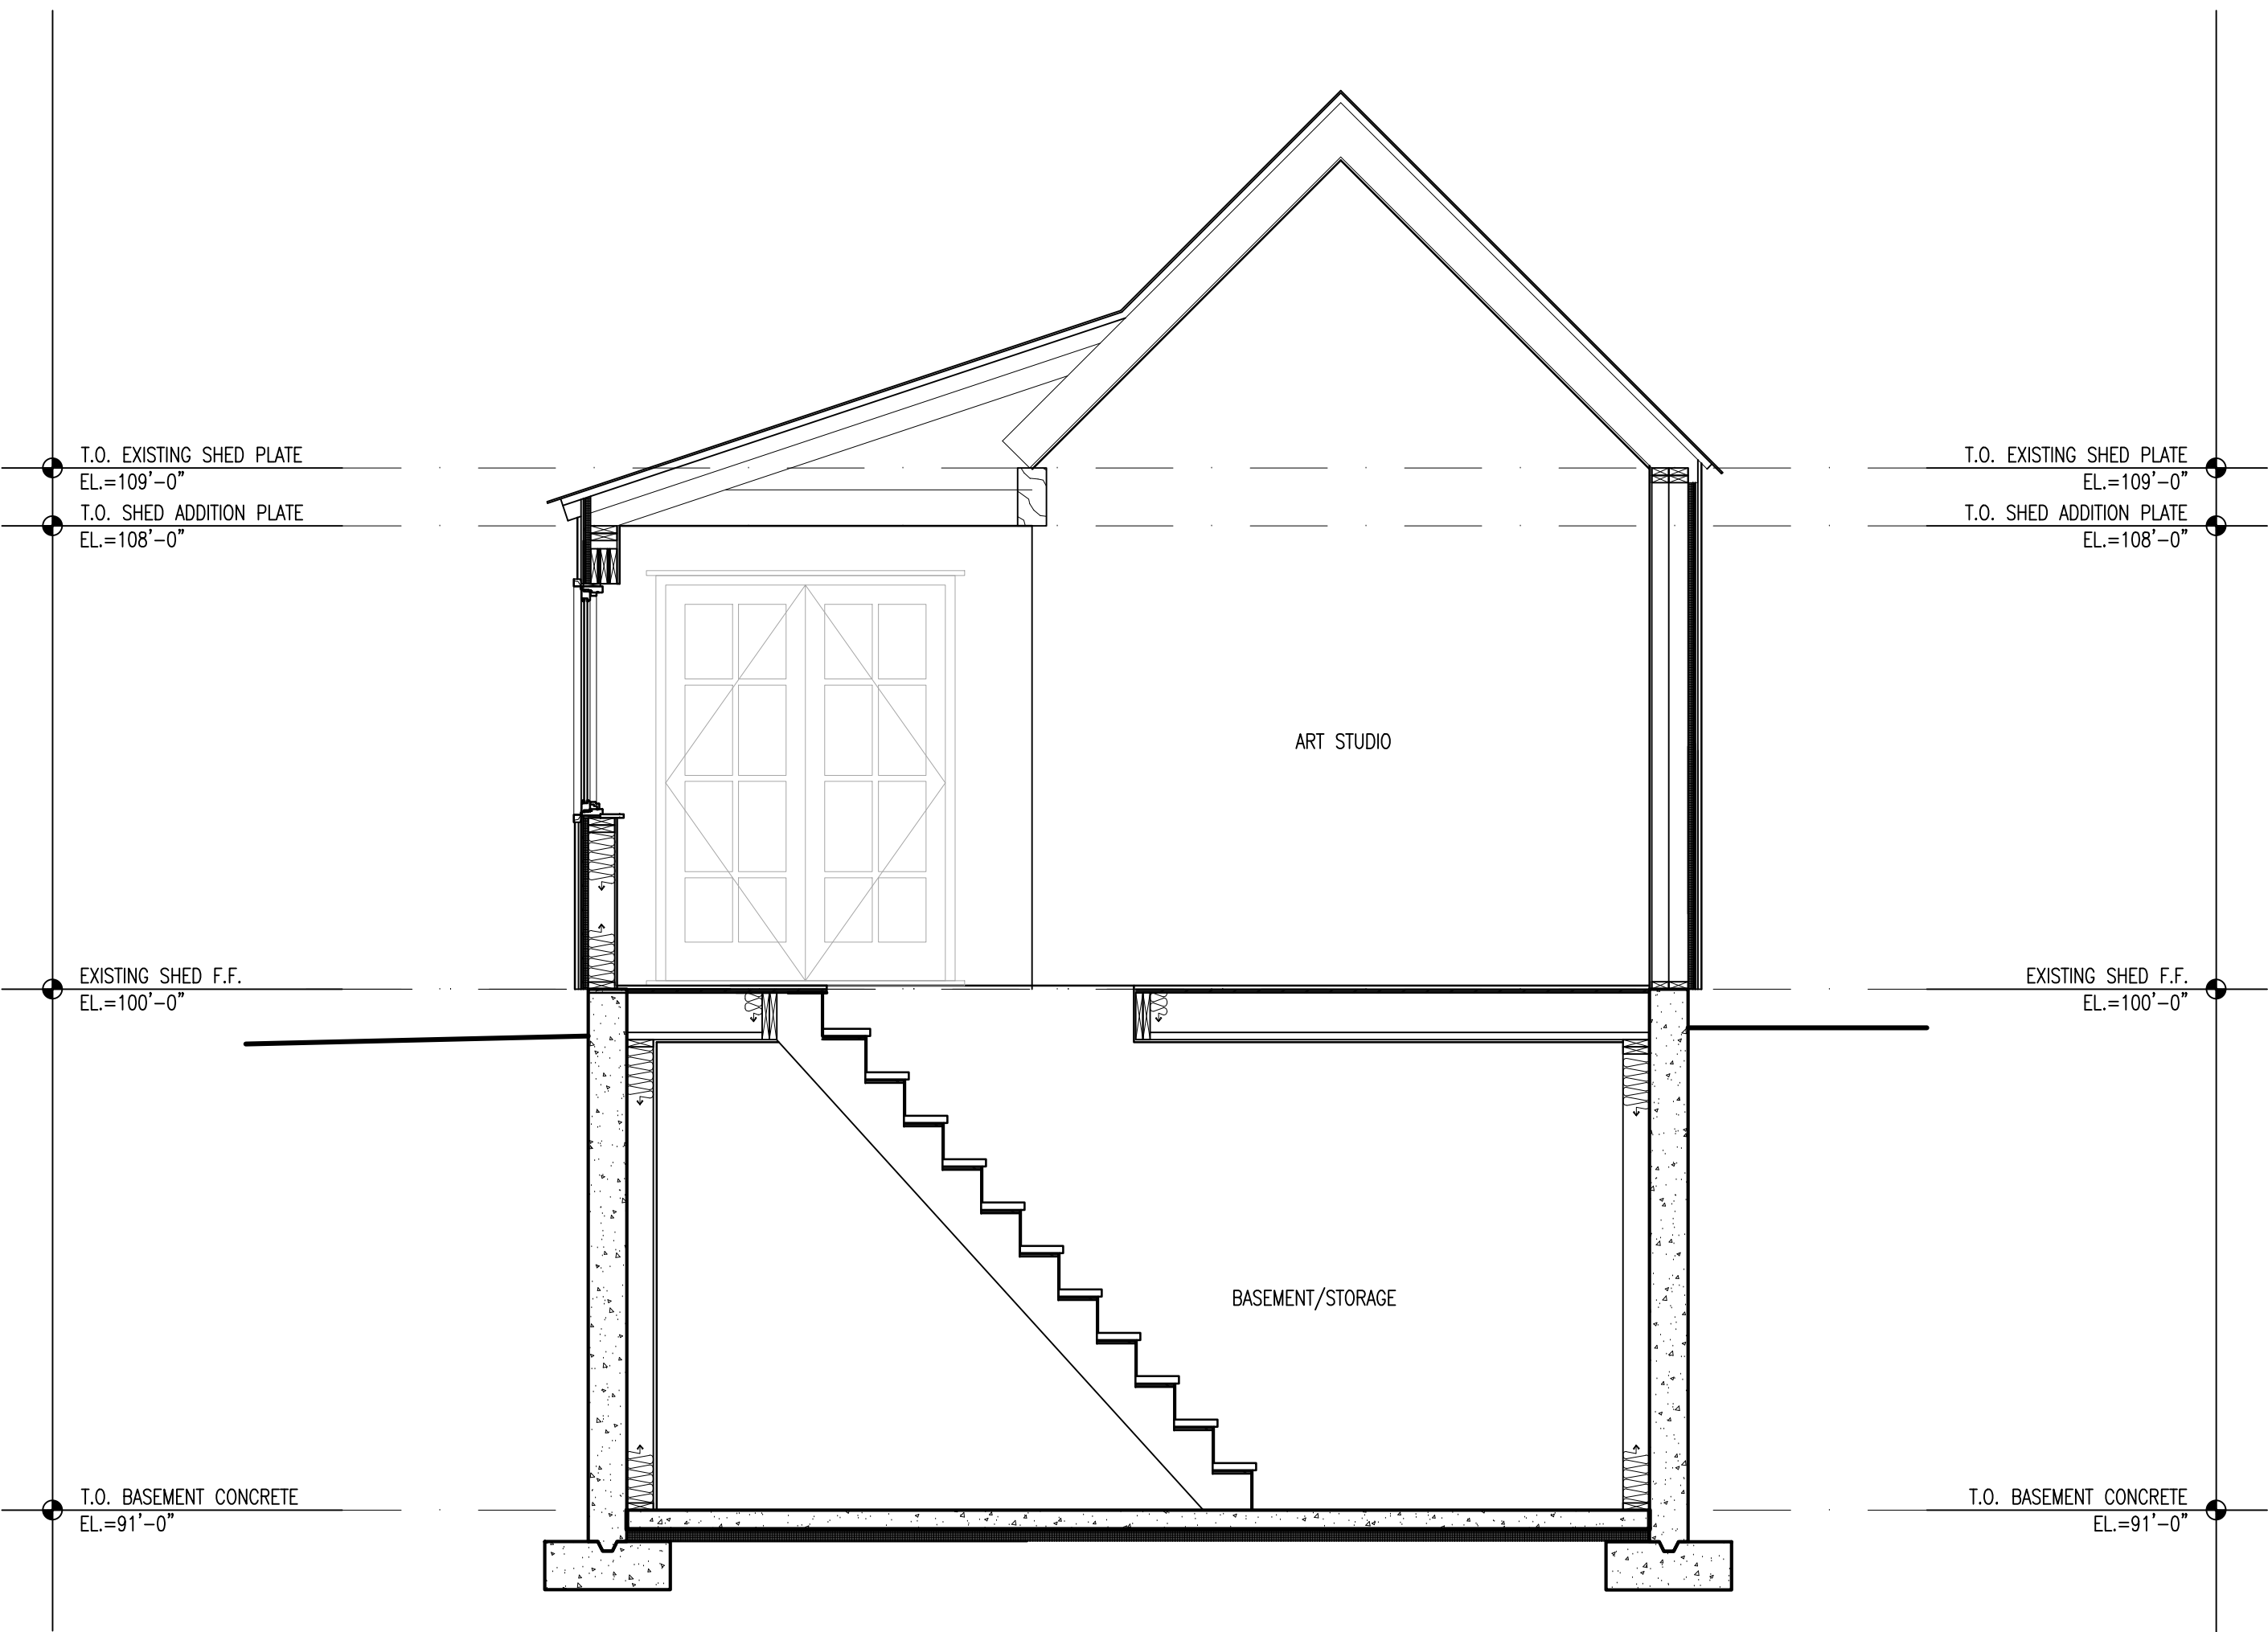 T.O. EXISTING SHED PLATE
EL.=109'-0"
T.O. SHED ADDITION PLATE
EL.=108'-0"
T.O. EXISTING SHED PLATE
EL.=109'-0"
T.O. SHED ADDITION PLATE
EL.=108'-0"
ART STUDIO
EXISTING SHED F.F.
EL.=100'-0"
EXISTING SHED F.F.
EL.=100'-0"
BASEMENT/STORAGE
T.O. BASEMENT CONCRETE
EL.=91'-0"
T.O. BASEMENT CONCRETE
EL.=91'-0"